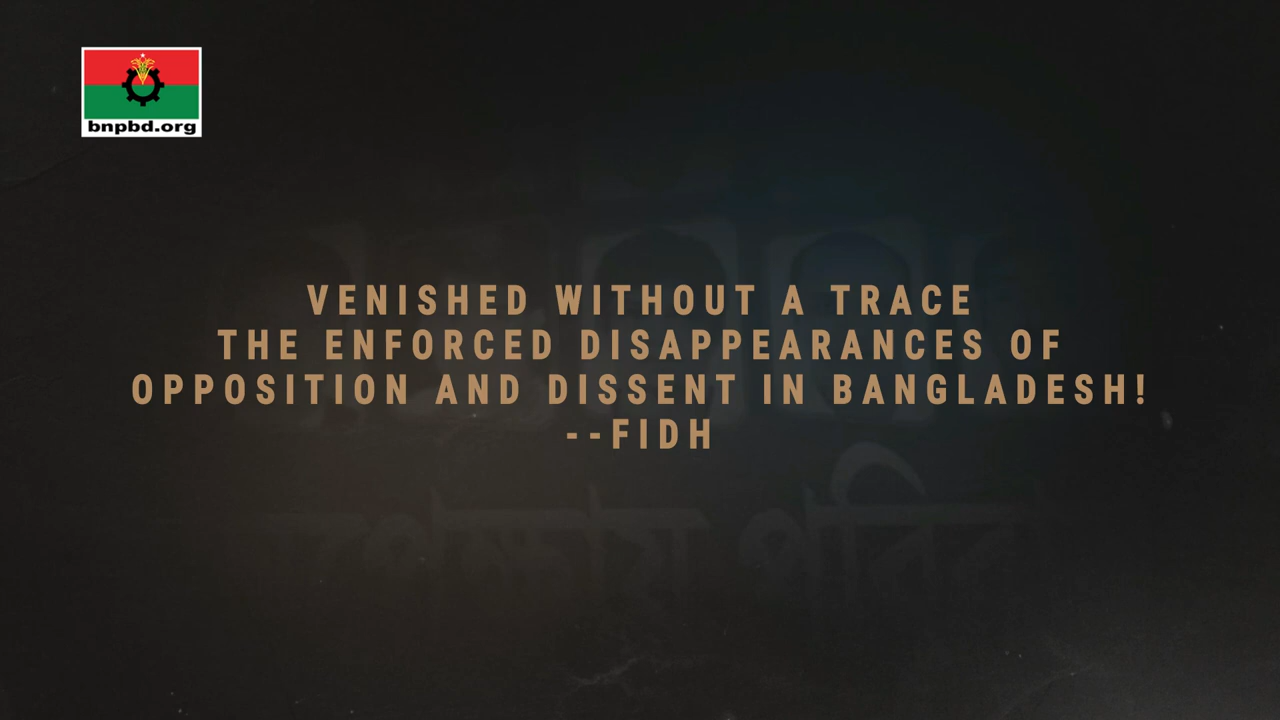 bnpbd.org
VENISHED WITHOUT A TRACE
THE ENFORCED DISAPPEARANCES OF
OPPOSITION AND DISSENT IN BANGLADESH!
--FIDH